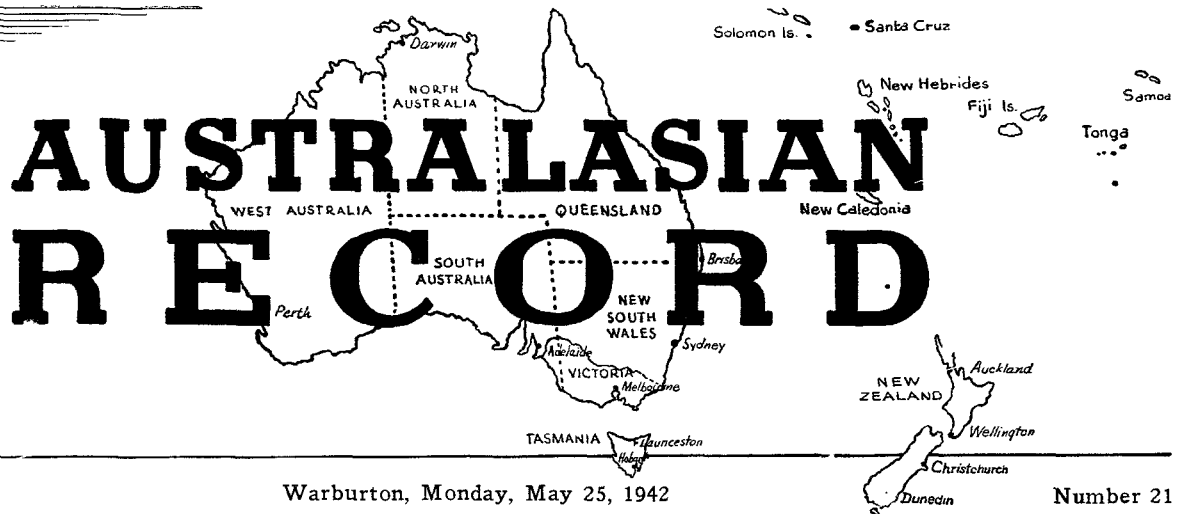 Solomon Is.
Santa Cruz
Darwin
NORTH
AUSTRALIA
New Hebrides
Fiji Is.
Samoa
Tonga
AUSTRALASIAN
WEST AUSTRALIA
QUEENSLAND
New Caledonia
RECORD
SOUTH
AUSTRALIA
Brisba
Perth
NEW
SOUTH
WALES
Sydney
Adelaide
VICTORIA
Melbourne
NEW
ZEALAND
Auckland
TASMANIA
Launceston
Hobart
Wellington
Christchurch
Dunedin
Warburton, Monday, May 25, 1942
Number 21